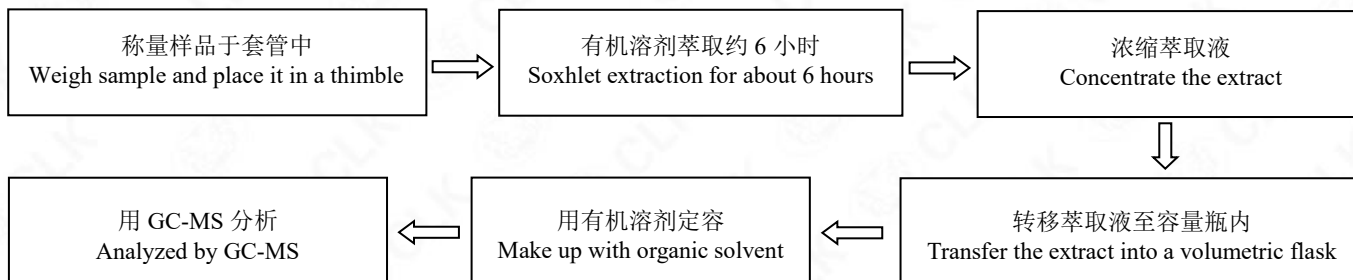 称量样品于套管中
Weigh sample and place it in a thimble
有机溶剂萃取约 6 小时
Soxhlet extraction for about 6 hours
浓缩萃取液
Concentrate the extract
转移萃取液至容量瓶内
Transfer the extract into a volumetric flask
用有机溶剂定容
Make up with organic solvent
用 GC-MS 分析
Analyzed by GC-MS